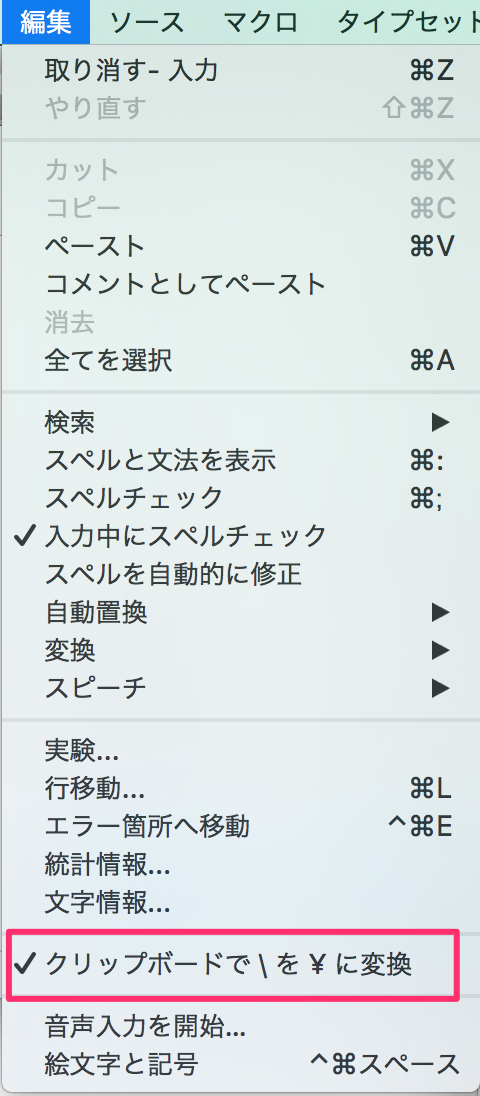 編集 ソース マクロ タイプセット
取り消す- 入力 ⌘Z
やり直す ⇧⌘Z
カット ⌘X
コピー ⌘C
ペースト ⌘V
コメントとしてペースト
消去
全てを選択 ⌘A
検索 ▶
スペルと文法を表示 ⌘:
スペルチェック ⌘;
✓ 入力中にスペルチェック
スペルを自動的に修正
自動置換 ▶
変換 ▶
スピーチ ▶
実験...
行移動... ⌘L
エラー箇所へ移動 ^⌘E
統計情報...
文字情報...
✓ クリップボードで \ を ¥ に変換
音声入力を開始...
絵文字と記号 ^⌘スペース